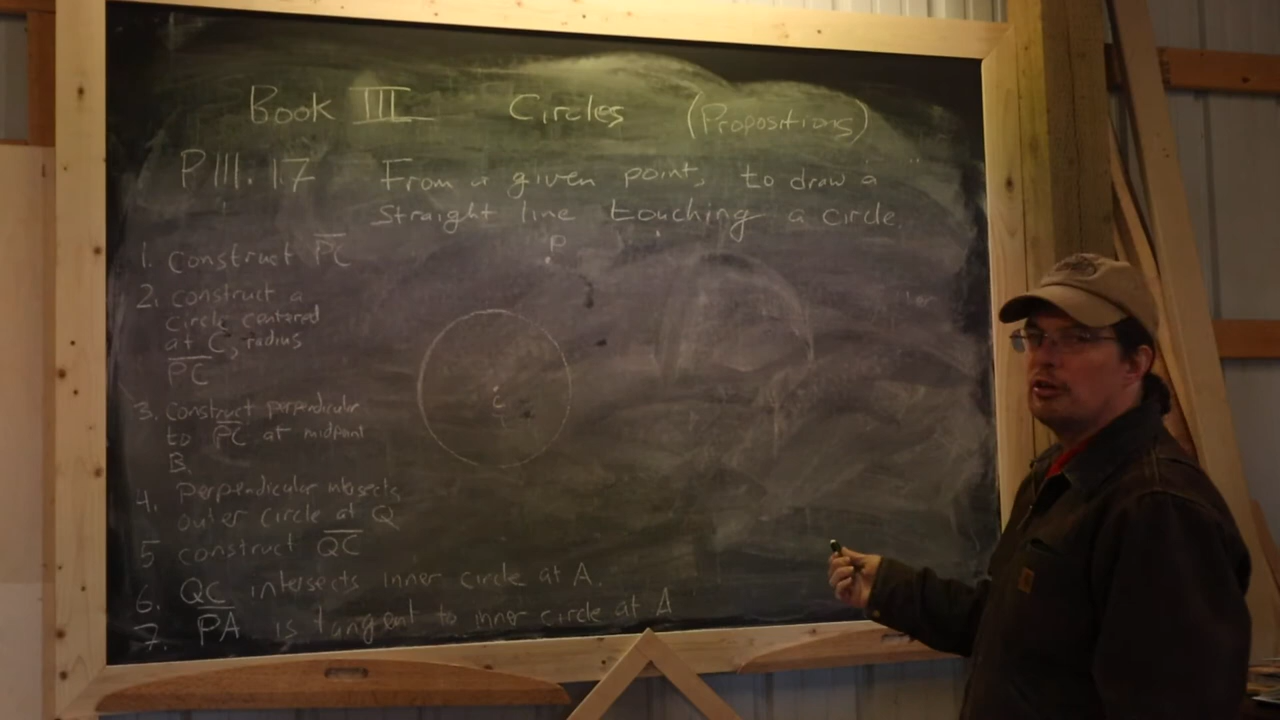 Book III Circles (Propositions)
P III. 17 From a given point, to draw a
straight line touching a circle.
1. Construct PC
2. construct a
circle centered
at C, radius
PC
3. Construct perpendicular
to PC at midpoint
B.
4. Perpendicular intersects
outer circle at Q
5 construct QC
6. QC intersects inner circle at A.
7. PA is tangent to inner circle at A
P
C